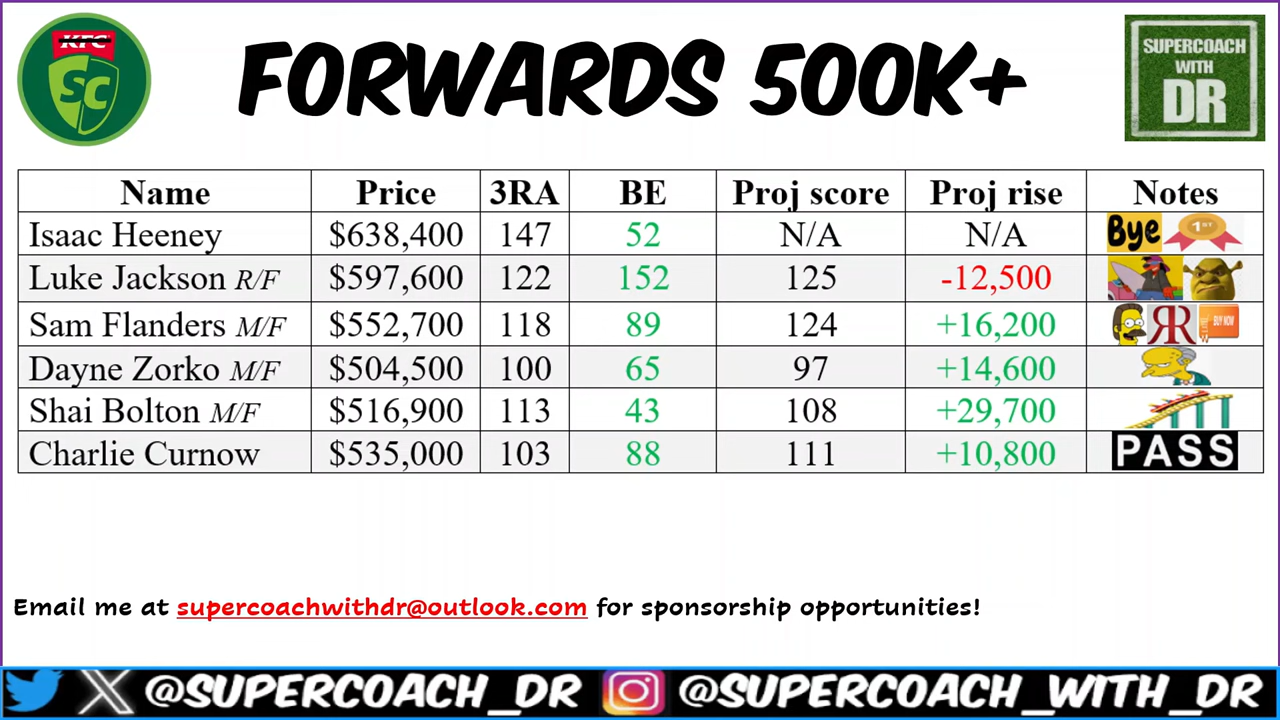 KFC
SC
FORWARDS 500K+
SUPERCOACH
WITH
DR
Name Price 3RA BE Proj score Proj rise Notes
Isaac Heeney $638,400 147 52 N/A N/A Bye 1ST
Luke Jackson R/F $597,600 122 152 125 -12,500
Sam Flanders M/F $552,700 118 89 124 +16,200 RR BUY NOW
Dayne Zorko M/F $504,500 100 65 97 +14,600
Shai Bolton M/F $516,900 113 43 108 +29,700
Charlie Curnow $535,000 103 88 111 +10,800 PASS
Email me at supercoachwithdr@outlook.com for sponsorship opportunities!
@SUPERCOACH_DR @SUPERCOACH_WITH_DR